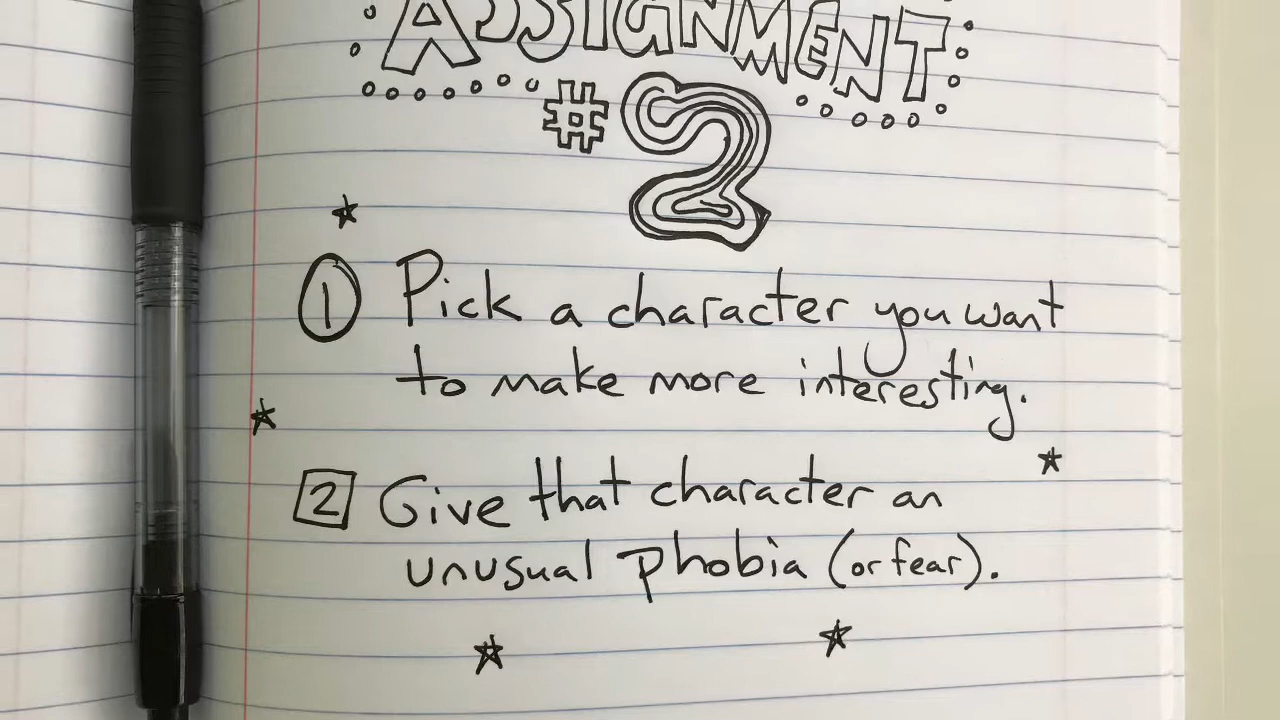 ASSIGNMENT
#2
1 Pick a character you want
to make more interesting.
2 Give that character an
unusual phobia (or fear).